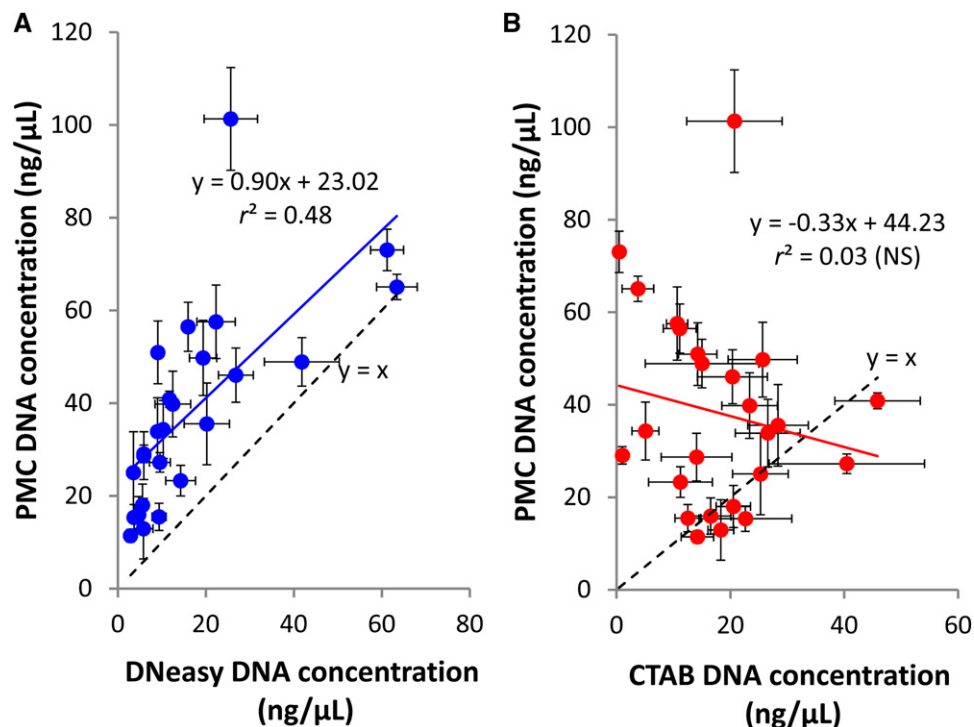 A
120
100
80
60
40
20
0
PMC DNA concentration (ng/µL)
y = 0.90x + 23.02
r² = 0.48
y = x
0 20 40 60 80
DNeasy DNA concentration
(ng/µL)
B
120
100
80
60
40
20
0
PMC DNA concentration (ng/µL)
y = -0.33x + 44.23
r² = 0.03 (NS)
y = x
0 20 40 60
CTAB DNA concentration
(ng/µL)